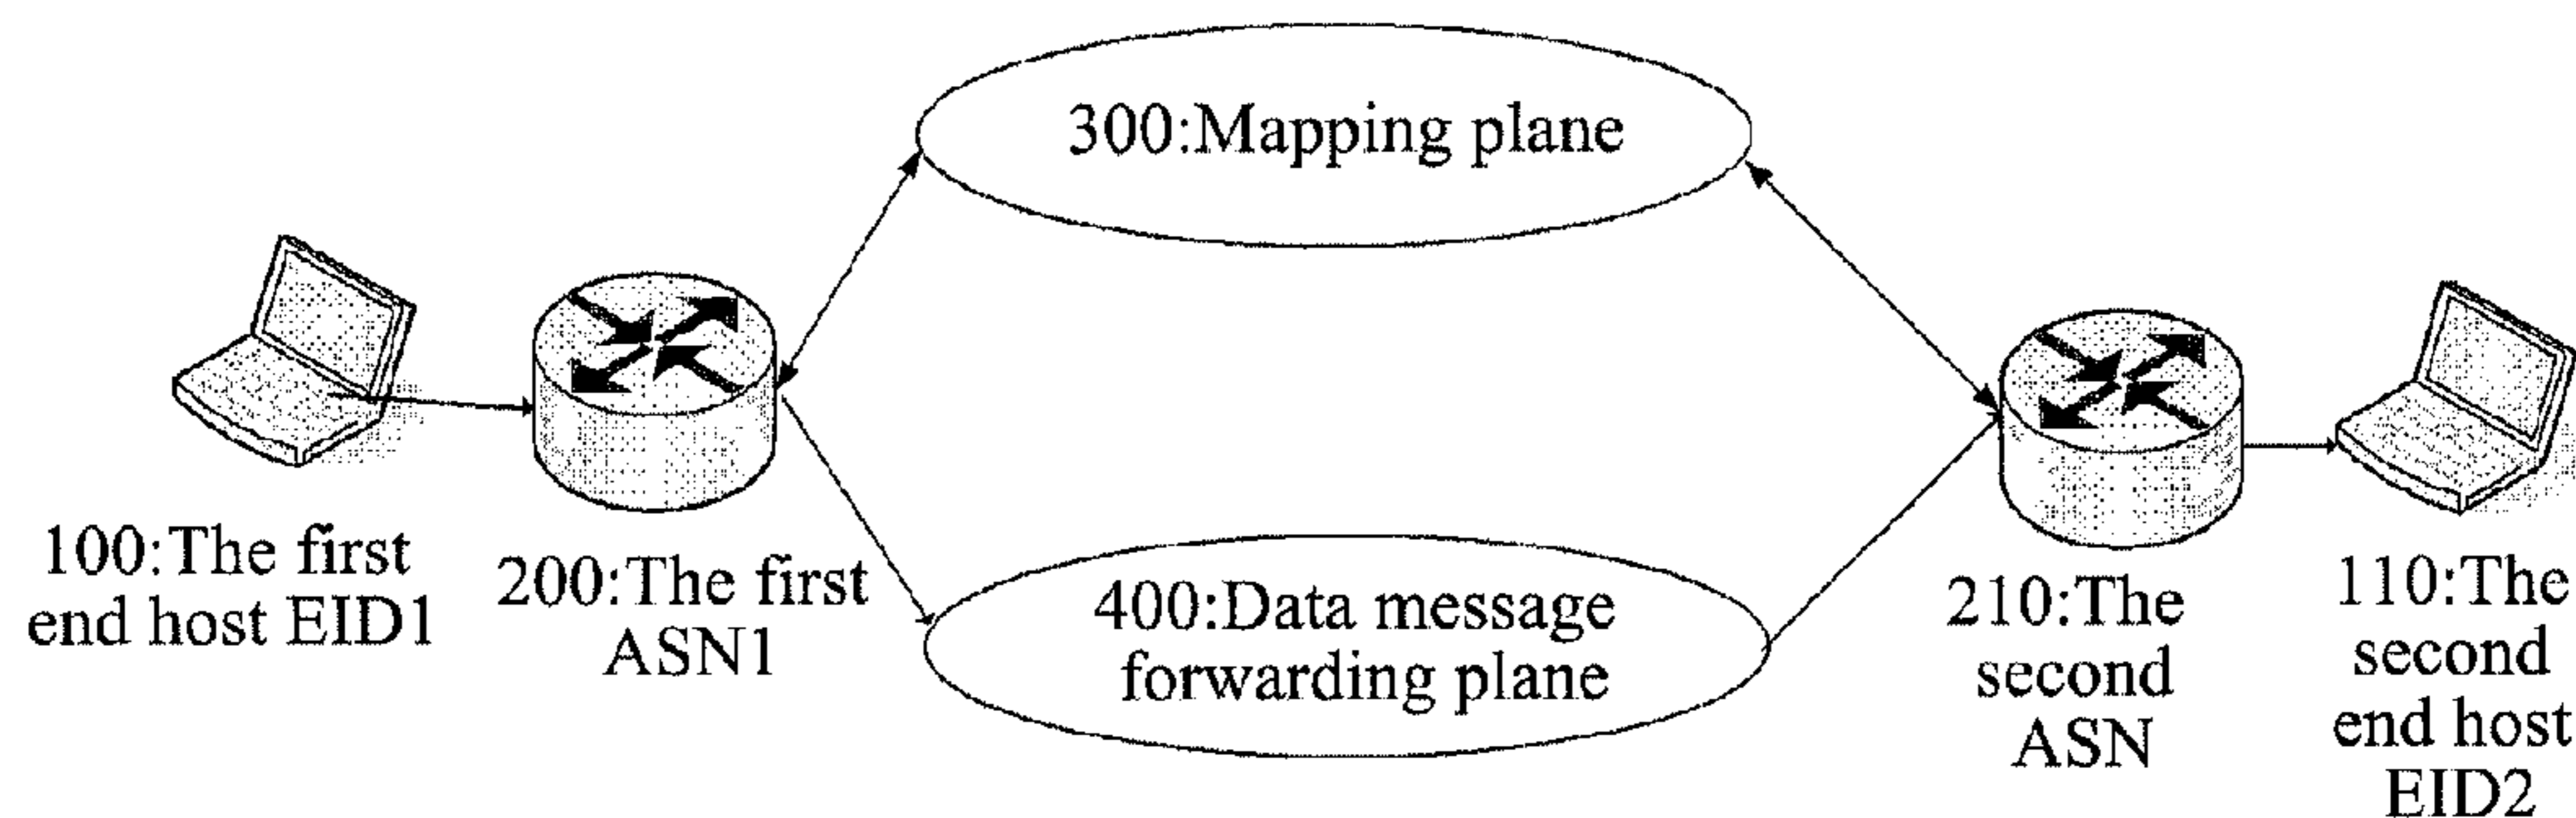 300:Mapping plane
100:The first
end host EID1
200:The first
ASN1
400:Data message
forwarding plane
210:The
second
ASN
110:The
second
end host
EID2